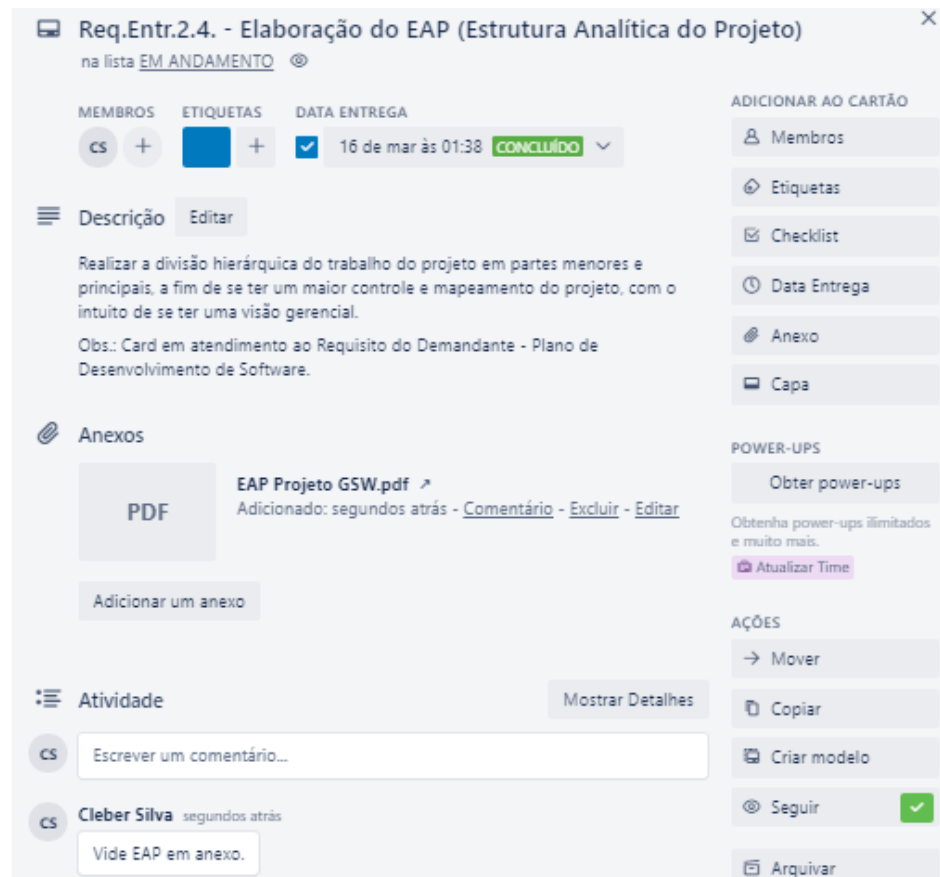 Req.Entr.2.4. - Elaboração do EAP (Estrutura Analítica do Projeto)
na lista EM ANDAMENTO
MEMBROS ETIQUETAS DATA ENTREGA
CS + + 16 de mar às 01:38 CONCLUÍDO
Descrição Editar
Realizar a divisão hierárquica do trabalho do projeto em partes menores e
principais, a fim de se ter um maior controle e mapeamento do projeto, com o
intuito de se ter uma visão gerencial.
Obs.: Card em atendimento ao Requisito do Demandante - Plano de
Desenvolvimento de Software.
Anexos
PDF
EAP Projeto GSW.pdf ↗
Adicionado: segundos atrás - Comentário - Excluir - Editar
Adicionar um anexo
Atividade Mostrar Detalhes
CS Escrever um comentário...
CS Cleber Silva segundos atrás
Vide EAP em anexo.
ADICIONAR AO CARTÃO
Membros
Etiquetas
Checklist
Data Entrega
Anexo
Capa
POWER-UPS
Obter power-ups
Obtenha power-ups ilimitados
e muito mais.
Atualizar Time
AÇÕES
→ Mover
Copiar
Criar modelo
Seguir
Arquivar